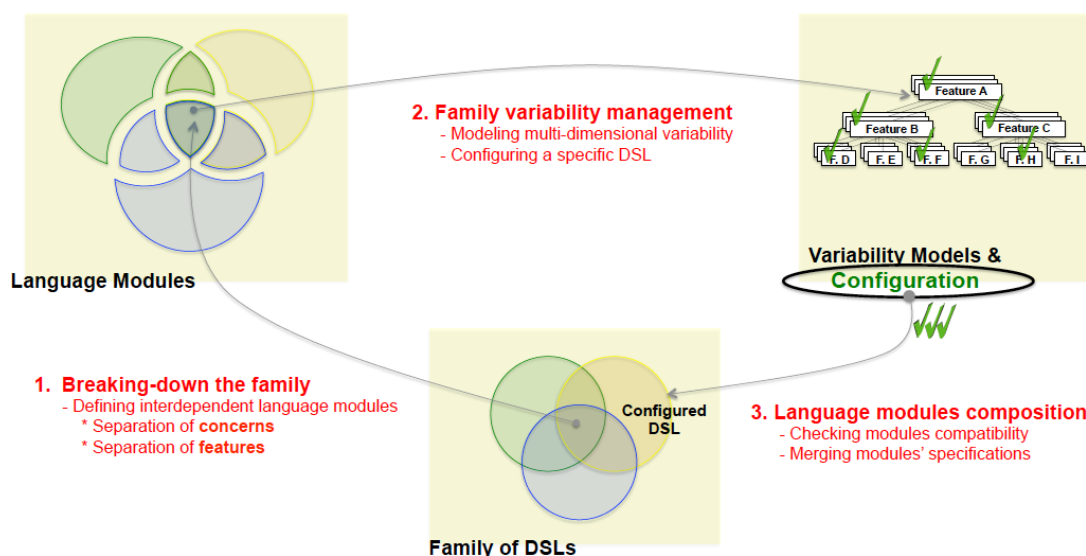 2. Family variability management
- Modeling multi-dimensional variability
- Configuring a specific DSL
Feature A
Feature B
Feature C
F. D
F. E
F. F
F. G
F. H
F. I
Language Modules
Variability Models &
Configuration
1. Breaking-down the family
- Defining interdependent language modules
* Separation of concerns
* Separation of features
Configured
DSL
3. Language modules composition
- Checking modules compatibility
- Merging modules' specifications
Family of DSLs